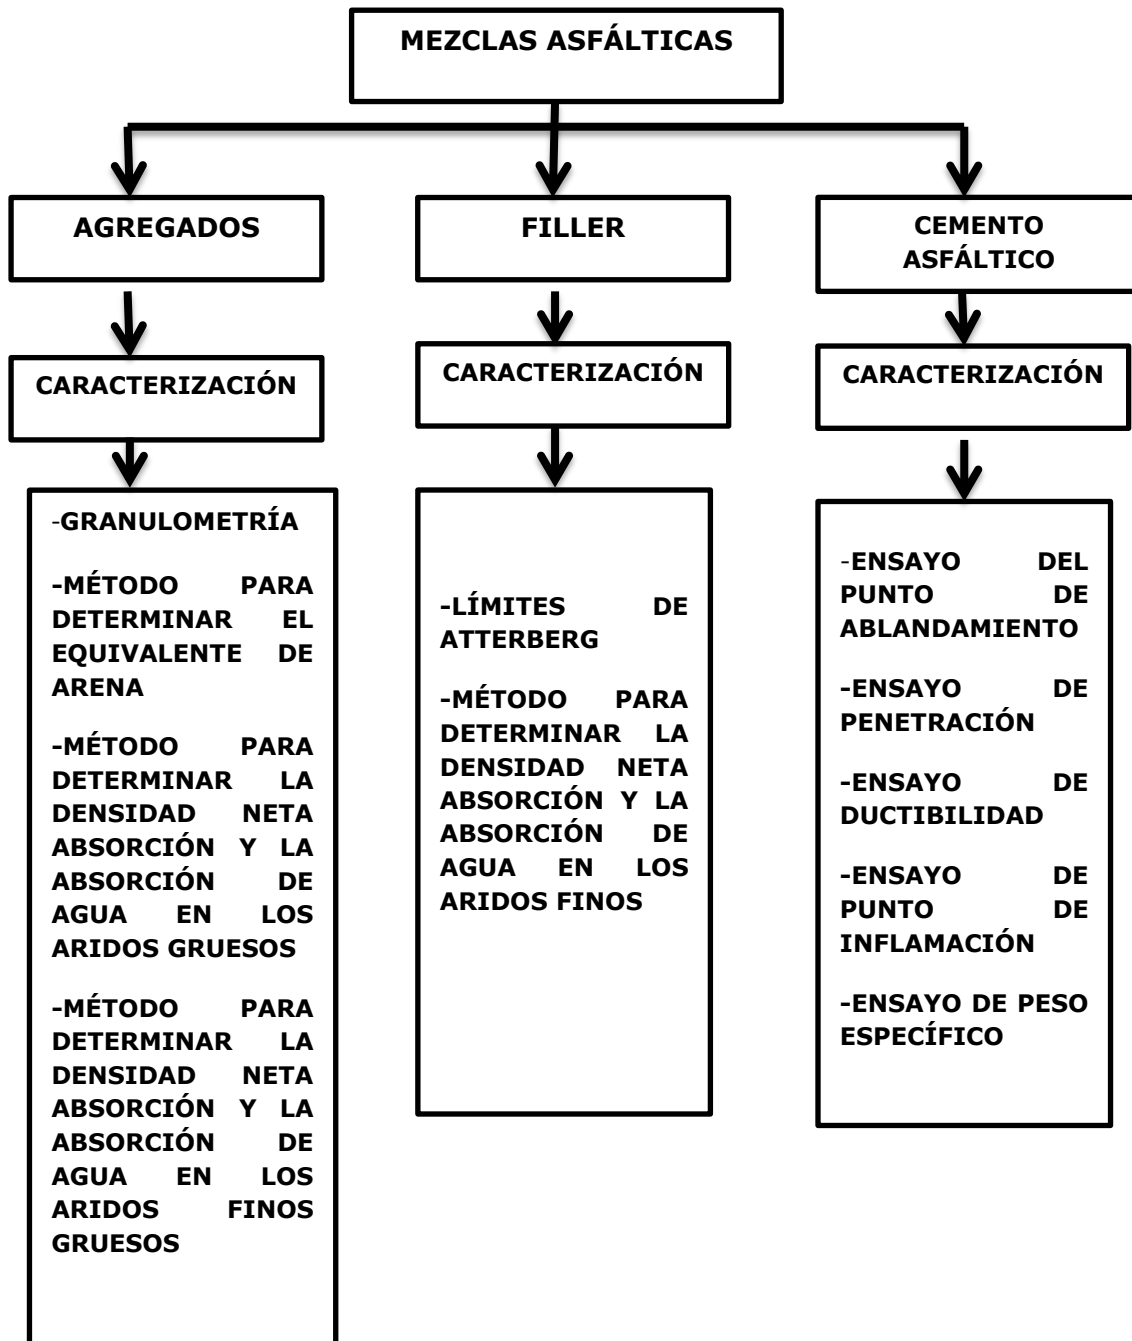 MEZCLAS ASFÁLTICAS
AGREGADOS
FILLER
CEMENTO
ASFÁLTICO
CARACTERIZACIÓN
CARACTERIZACIÓN
CARACTERIZACIÓN
-GRANULOMETRÍA
-MÉTODO PARA
DETERMINAR EL
EQUIVALENTE DE
ARENA
-MÉTODO PARA
DETERMINAR LA
DENSIDAD NETA
ABSORCIÓN Y LA
ABSORCIÓN DE
AGUA EN LOS
ARIDOS GRUESOS
-MÉTODO PARA
DETERMINAR LA
DENSIDAD NETA
ABSORCIÓN Y LA
ABSORCIÓN DE
AGUA EN LOS
ARIDOS FINOS
GRUESOS
-LÍMITES DE
ATTERBERG
-MÉTODO PARA
DETERMINAR LA
DENSIDAD NETA
ABSORCIÓN Y LA
ABSORCIÓN DE
AGUA EN LOS
ARIDOS FINOS
-ENSAYO DEL
PUNTO DE
ABLANDAMIENTO
-ENSAYO DE
PENETRACIÓN
-ENSAYO DE
DUCTIBILIDAD
-ENSAYO DE
PUNTO DE
INFLAMACIÓN
-ENSAYO DE PESO
ESPECÍFICO